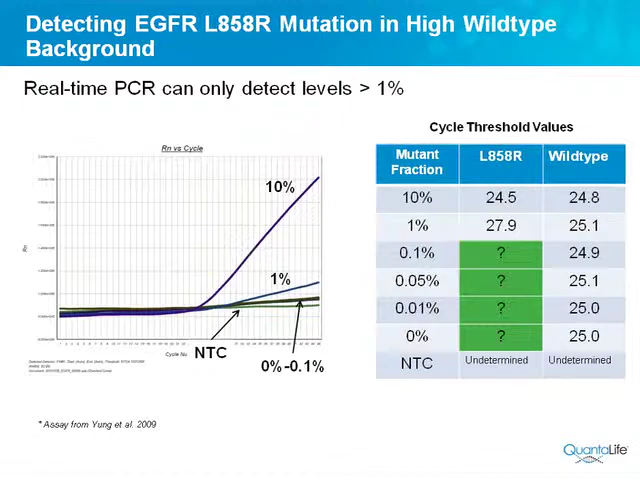 Detecting EGFR L858R Mutation in High Wildtype
Background
Real-time PCR can only detect levels > 1%
Cycle Threshold Values
Rn vs Cycle
10%
1%
Rn
Cycle Nu
NTC
0%-0.1%
Mutant Fraction L858R Wildtype
10% 24.5 24.8
1% 27.9 25.1
0.1% ? 24.9
0.05% ? 25.1
0.01% ? 25.0
0% ? 25.0
NTC Undetermined Undetermined
* Assay from Yung et al. 2009
QuantaLife